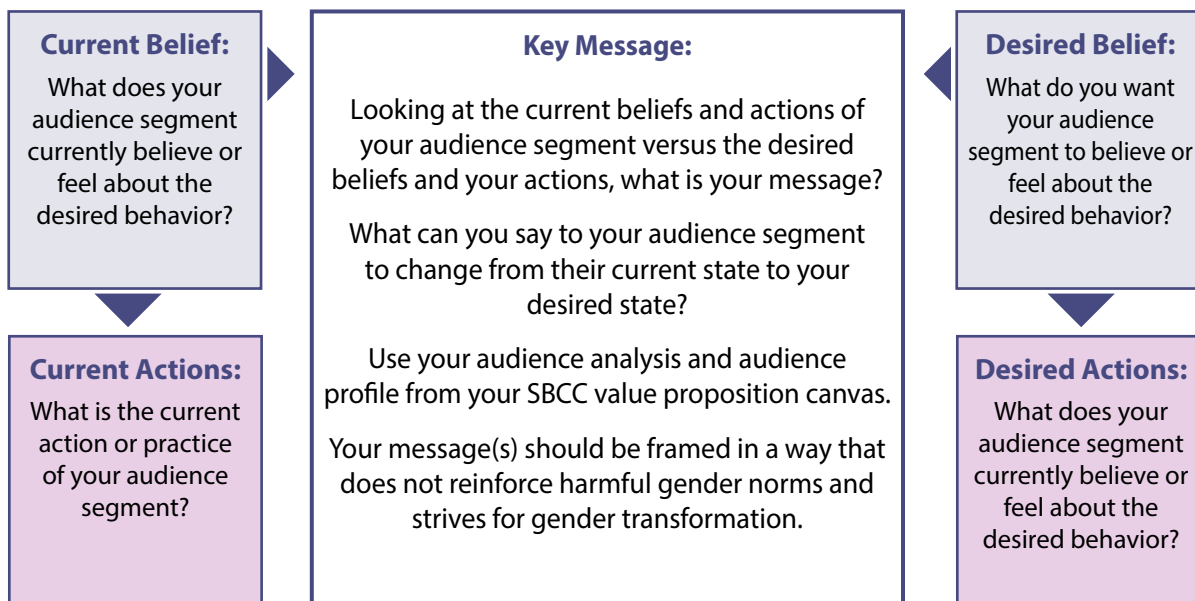 Current Belief:
What does your
audience segment
currently believe or
feel about the
desired behavior?
Current Actions:
What is the current
action or practice
of your audience
segment?
Key Message:
Looking at the current beliefs and actions of
your audience segment versus the desired
beliefs and your actions, what is your message?
What can you say to your audience segment
to change from their current state to your
desired state?
Use your audience analysis and audience
profile from your SBCC value proposition canvas.
Your message(s) should be framed in a way that
does not reinforce harmful gender norms and
strives for gender transformation.
Desired Belief:
What do you want
your audience
segment to believe or
feel about the
desired behavior?
Desired Actions:
What does your
audience segment
currently believe or
feel about the
desired behavior?